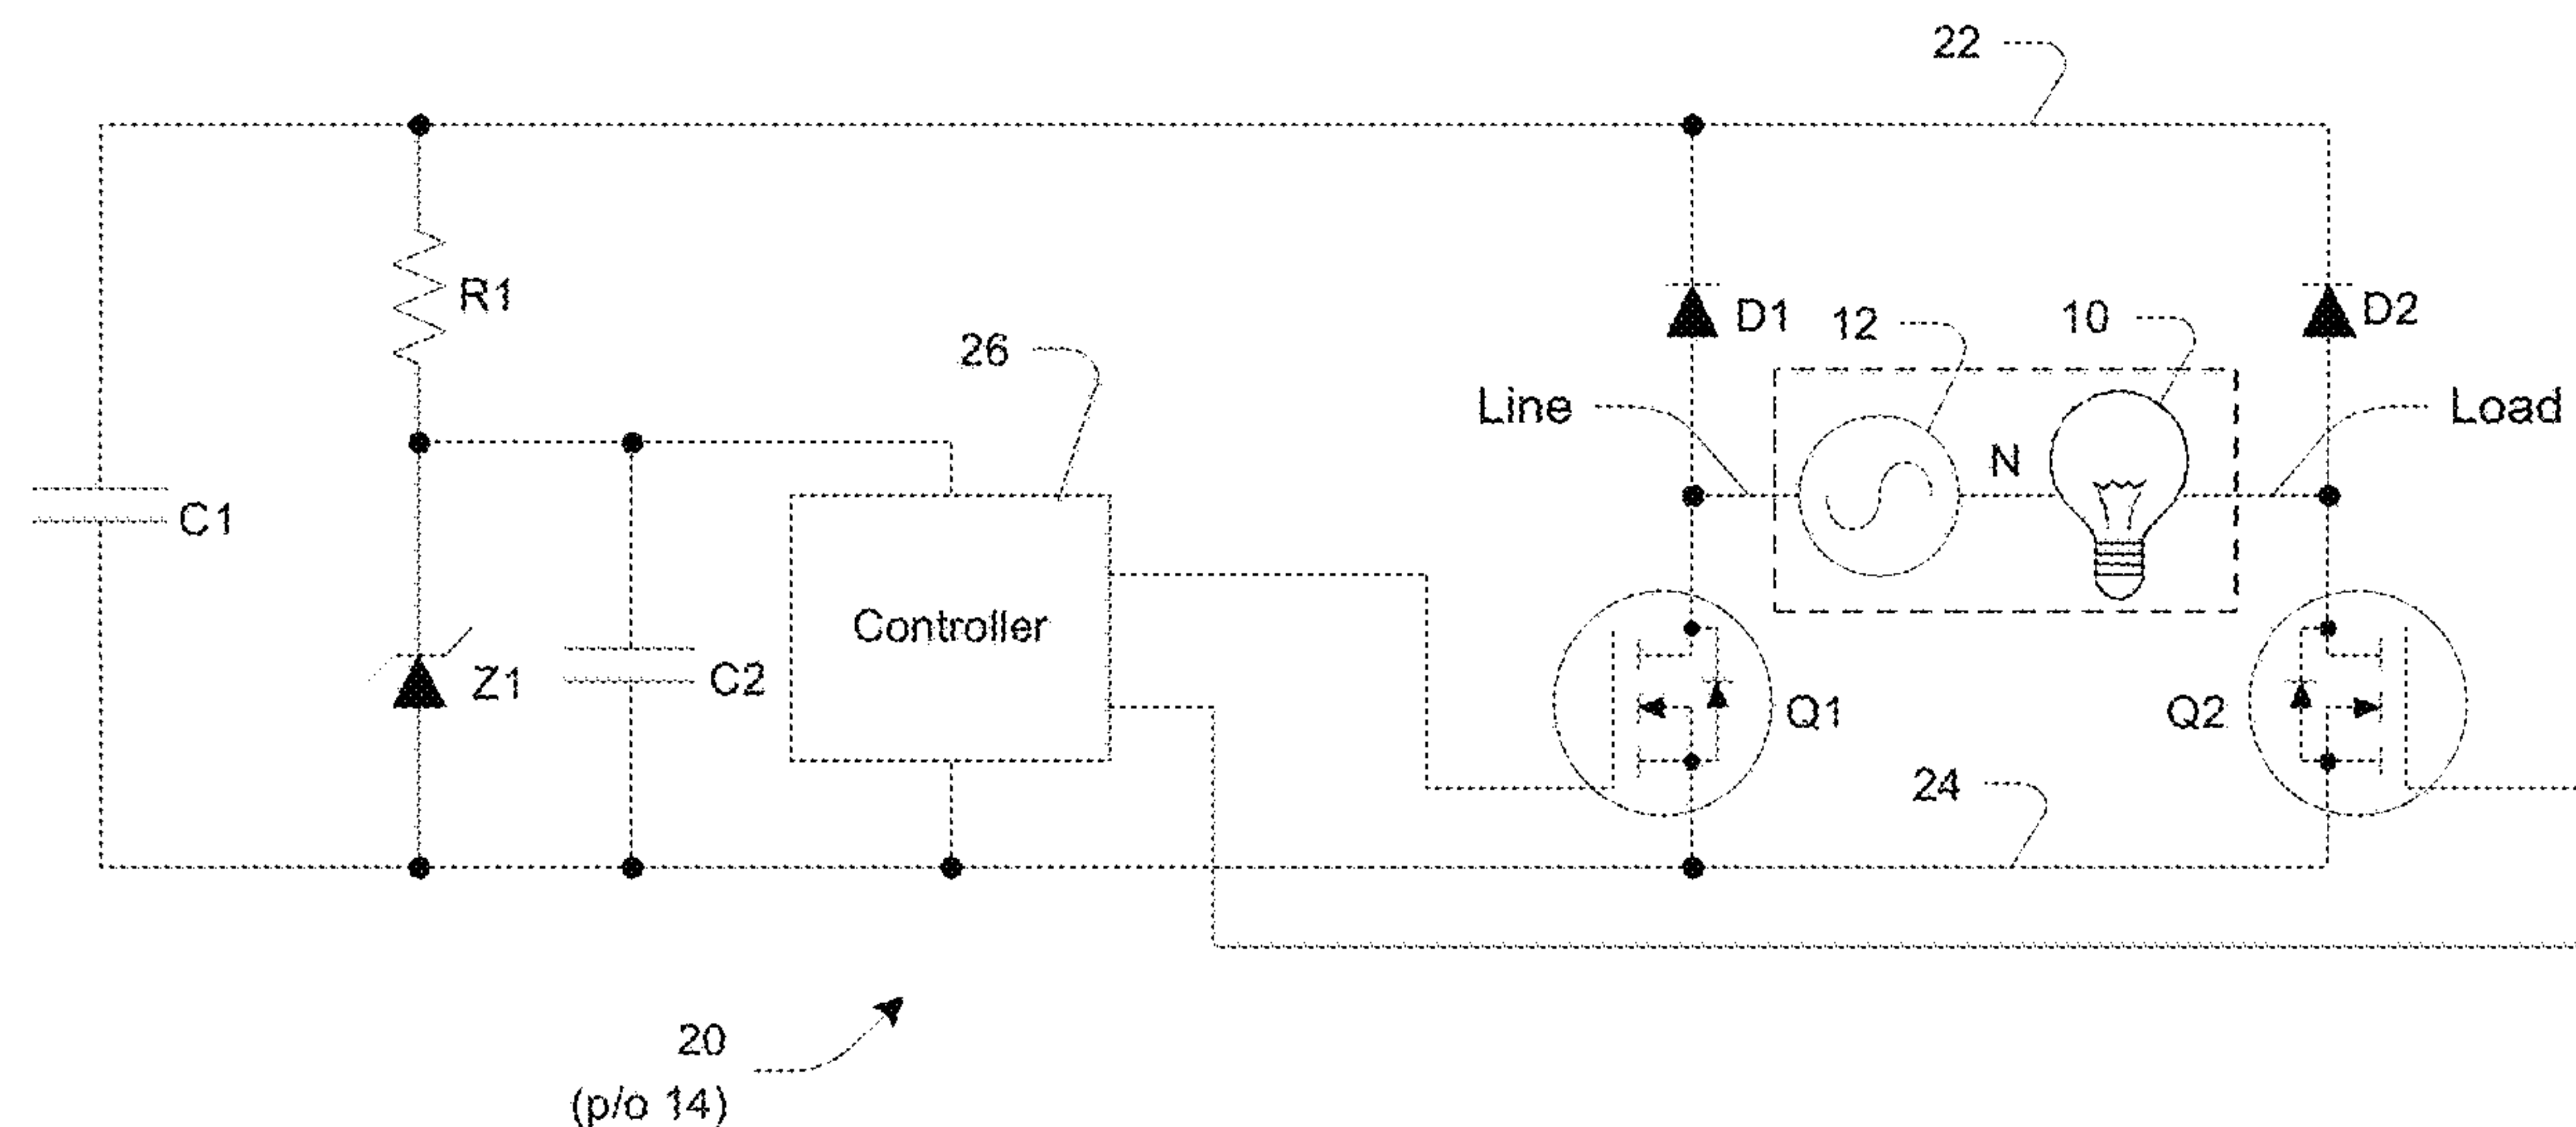 22
R1
D1
12
10
D2
26
Line
Load
N
C1
Controller
Z1
C2
Q1
Q2
24
20
(p/o 14)